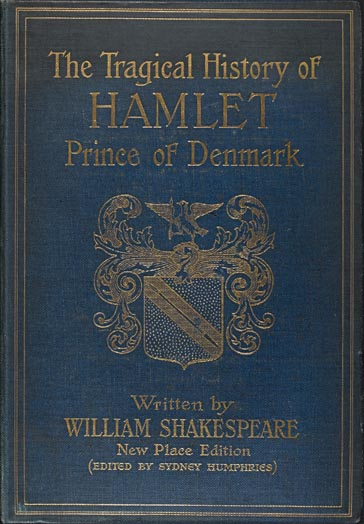 The Tragical History of
HAMLET
Prince of Denmark
Written by
WILLIAM SHAKESPEARE
New Place Edition
(EDITED BY SYDNEY HUMPHRIES)